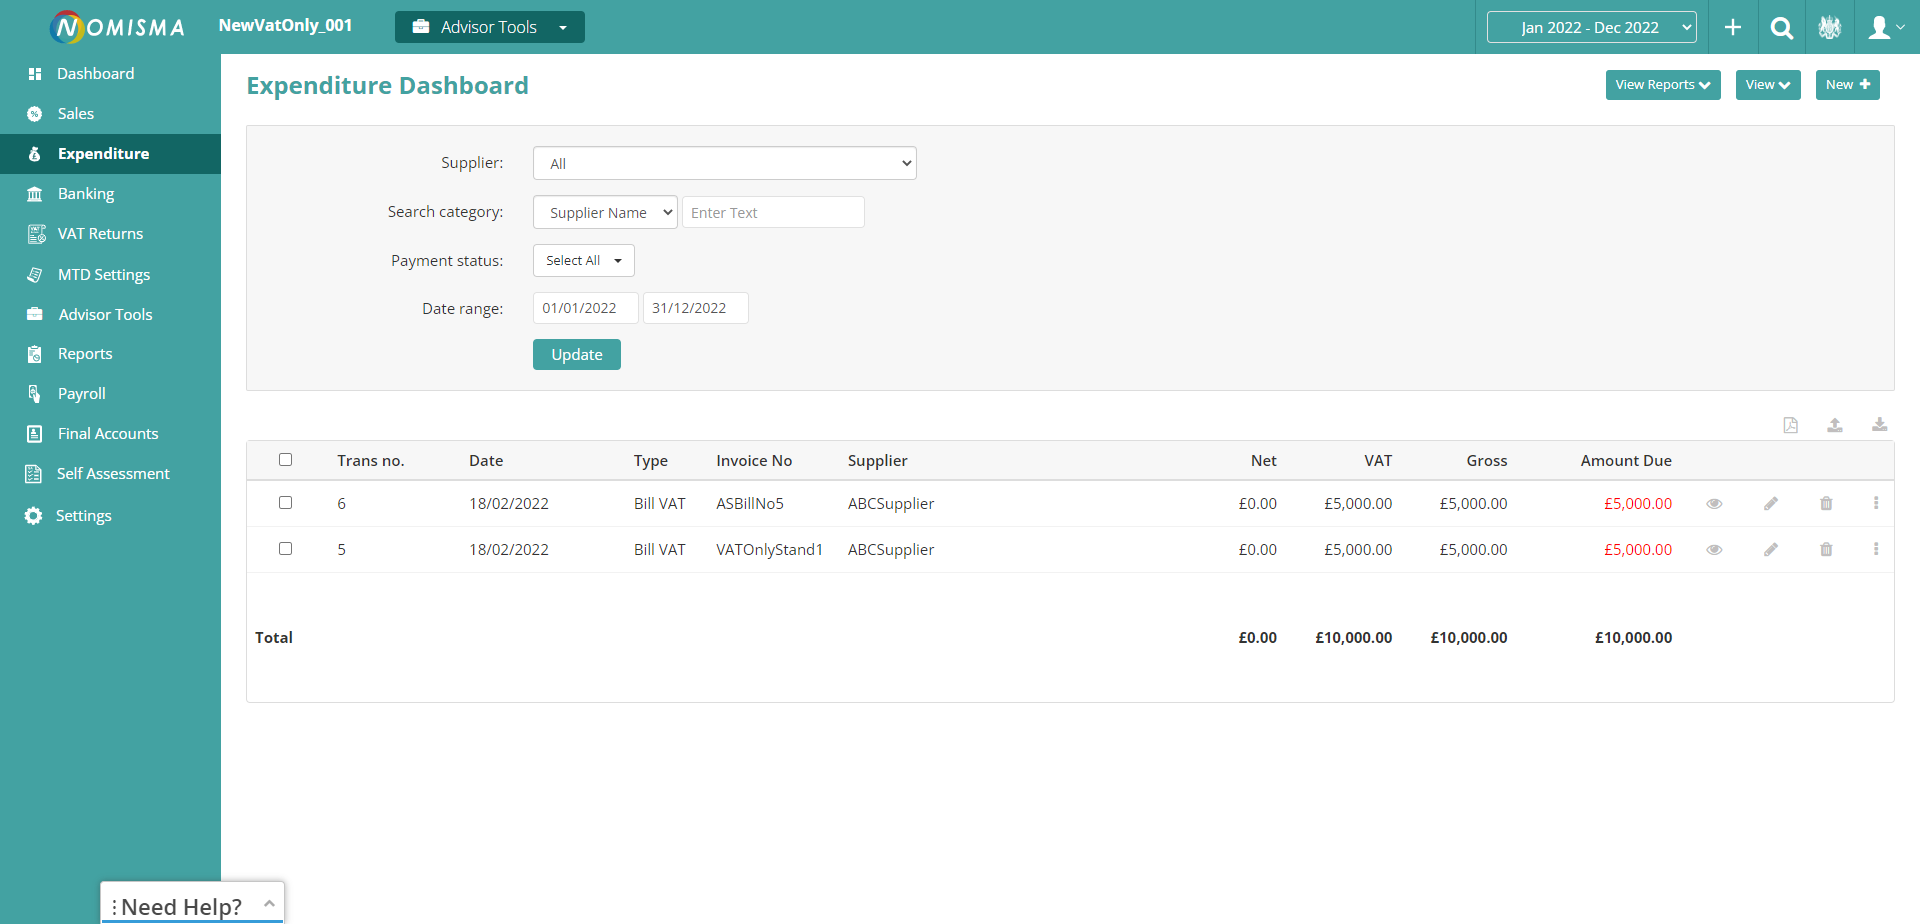 NOMISMA
NewVatOnly_001
Advisor Tools
Jan 2022 - Dec 2022
Dashboard
Sales
Expenditure
Banking
VAT Returns
MTD Settings
Advisor Tools
Reports
Payroll
Final Accounts
Self Assessment
Settings
Expenditure Dashboard
View Reports
View
New
Supplier: All
Search category: Supplier Name Enter Text
Payment status: Select All
Date range: 01/01/2022 31/12/2022
Update
Trans no. Date Type Invoice No Supplier Net VAT Gross Amount Due
6 18/02/2022 Bill VAT ASBillNo5 ABCSupplier £0.00 £5,000.00 £5,000.00 £5,000.00
5 18/02/2022 Bill VAT VATOnlyStand1 ABCSupplier £0.00 £5,000.00 £5,000.00 £5,000.00
Total £0.00 £10,000.00 £10,000.00 £10,000.00
Need Help?